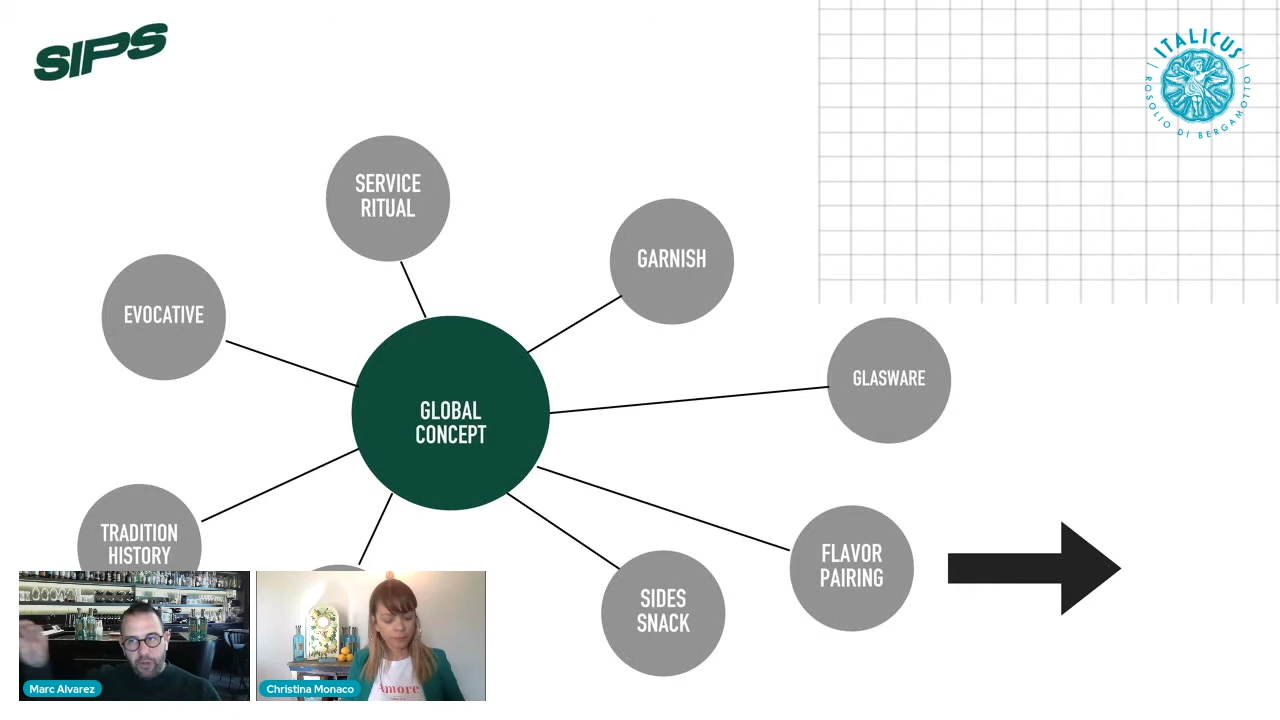 SIPS
ITALICUS
ROSOLIO DI BERGAMOTTO
SERVICE
RITUAL
GARNISH
EVOCATIVE
GLASWARE
GLOBAL
CONCEPT
TRADITION
HISTORY
FLAVOR
PAIRING
SIDES
SNACK
Amore
Marc Alvarez
Christina Monaco